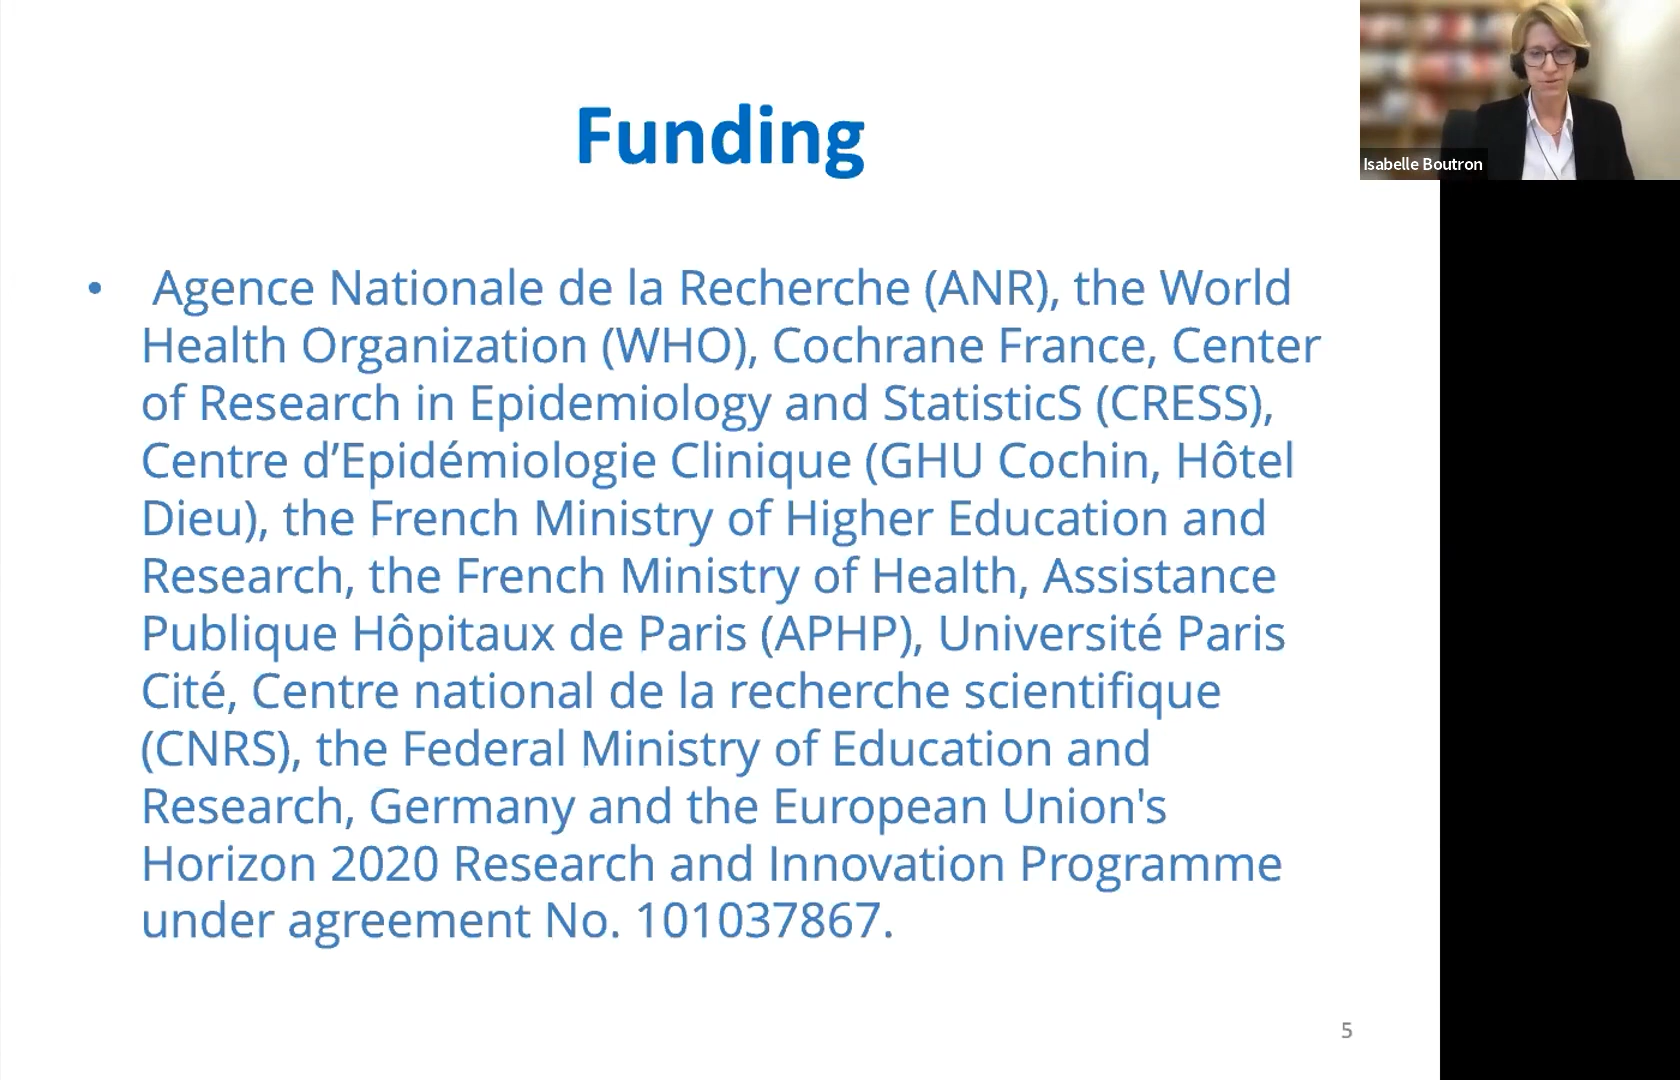 Funding
• Agence Nationale de la Recherche (ANR), the World
Health Organization (WHO), Cochrane France, Center
of Research in Epidemiology and StatisticS (CRESS),
Centre d’Epidémiologie Clinique (GHU Cochin, Hôtel
Dieu), the French Ministry of Higher Education and
Research, the French Ministry of Health, Assistance
Publique Hôpitaux de Paris (APHP), Université Paris
Cité, Centre national de la recherche scientifique
(CNRS), the Federal Ministry of Education and
Research, Germany and the European Union's
Horizon 2020 Research and Innovation Programme
under agreement No. 101037867.
5
Isabelle Boutron